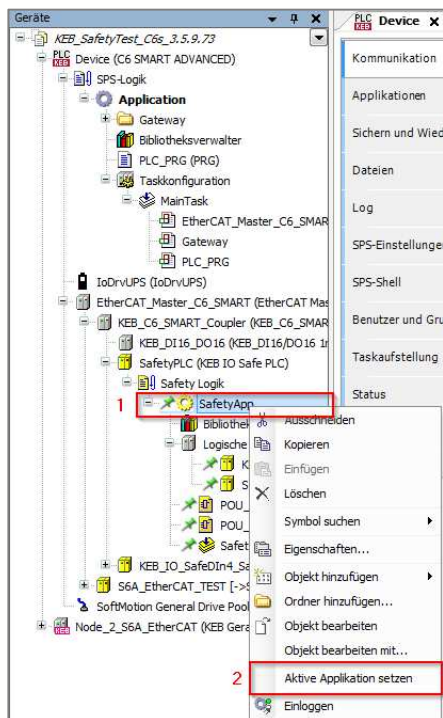 Geräte
KEB_SafetyTest_C6s_3.5.9.73
Device (C6 SMART ADVANCED)
SPS-Logik
Application
Gateway
Bibliotheksverwalter
PLC_PRG (PRG)
Taskkonfiguration
MainTask
EtherCAT_Master_C6_SMAR
Gateway
PLC_PRG
IoDrvUPS (IoDrvUPS)
EtherCAT_Master_C6_SMART (EtherCAT Mas
KEB_C6_SMART_Coupler (KEB_C6_SMAR
KEB_DI16_DO16 (KEB_DI16/DO16 1m
SafetyPLC (KEB IO Safe PLC)
Safety Logik
1
SafetyApp
Bibliothek
Logische
K
S
POU_
POU_
Safet
KEB_IO_SafeDIn4_Sa
S6A_EtherCAT_TEST [->S
SoftMotion General Drive Pool
Node_2_S6A_EtherCAT (KEB Gerä
PLC Device X
Kommunikation
Applikationen
Sichern und Wied
Dateien
Log
SPS-Einstellunge
SPS-Shell
Benutzer und Gru
Taskaufstellung
Status
Ausschneiden
Kopieren
Einfügen
Löschen
Symbol suchen
Eigenschaften...
Objekt hinzufügen
Ordner hinzufügen...
Objekt bearbeiten
Objekt bearbeiten mit...
2
Aktive Applikation setzen
Einloggen